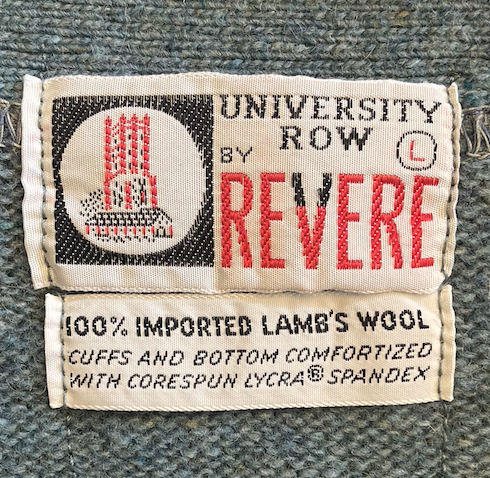 UNIVERSITY
ROW
BY
L
REVERE
100% IMPORTED LAMB'S WOOL
CUFFS AND BOTTOM COMFORTIZED
WITH CORESPUN LYCRA® SPANDEX